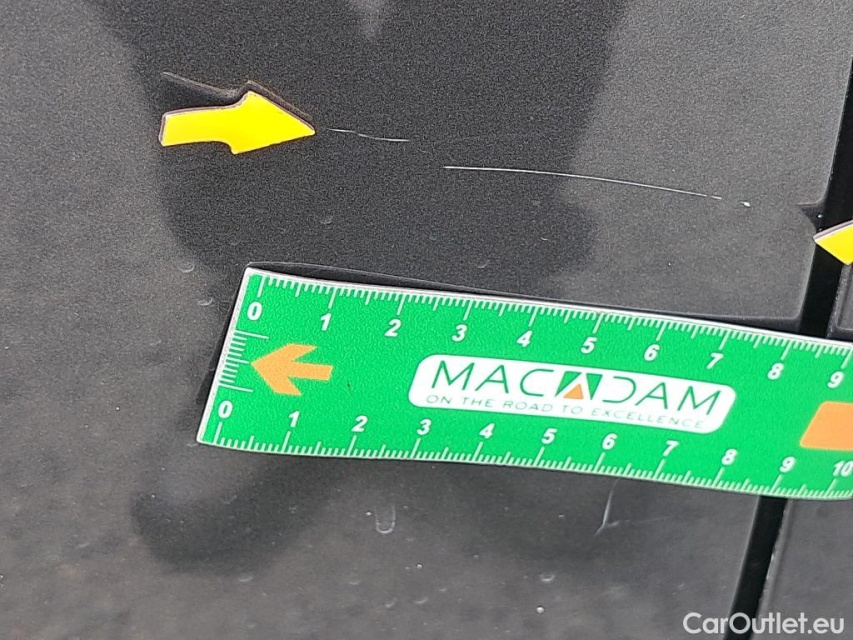 0 1 2 3 4 5 6 7 8 9
MACADAM
ON THE ROAD TO EXCELLENCE
0 1 2 3 4 5 6 7 8 9 10
CarOutlet.eu